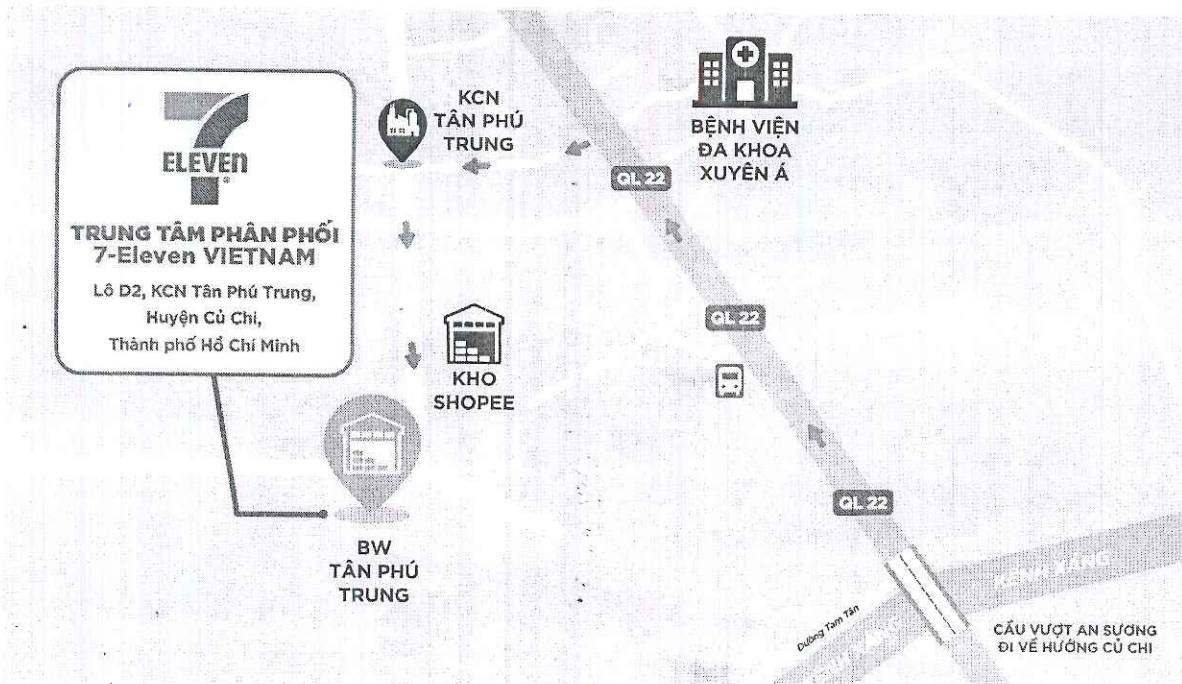 7
ELEVEN
®
TRUNG TÂM PHÂN PHỐI
7-Eleven VIETNAM
Lô D2, KCN Tân Phú Trung,
Huyện Củ Chi,
Thành phố Hồ Chí Minh
KCN
TÂN PHÚ
TRUNG
BỆNH VIỆN
ĐA KHOA
XUYÊN Á
QL 22
QL 22
KHO
SHOPEE
BW
TÂN PHÚ
TRUNG
QL 22
KÊNH XÁNG
Đường Tam Tân
CẦU VƯỢT AN SƯƠNG
ĐI VỀ HƯỚNG CỦ CHI